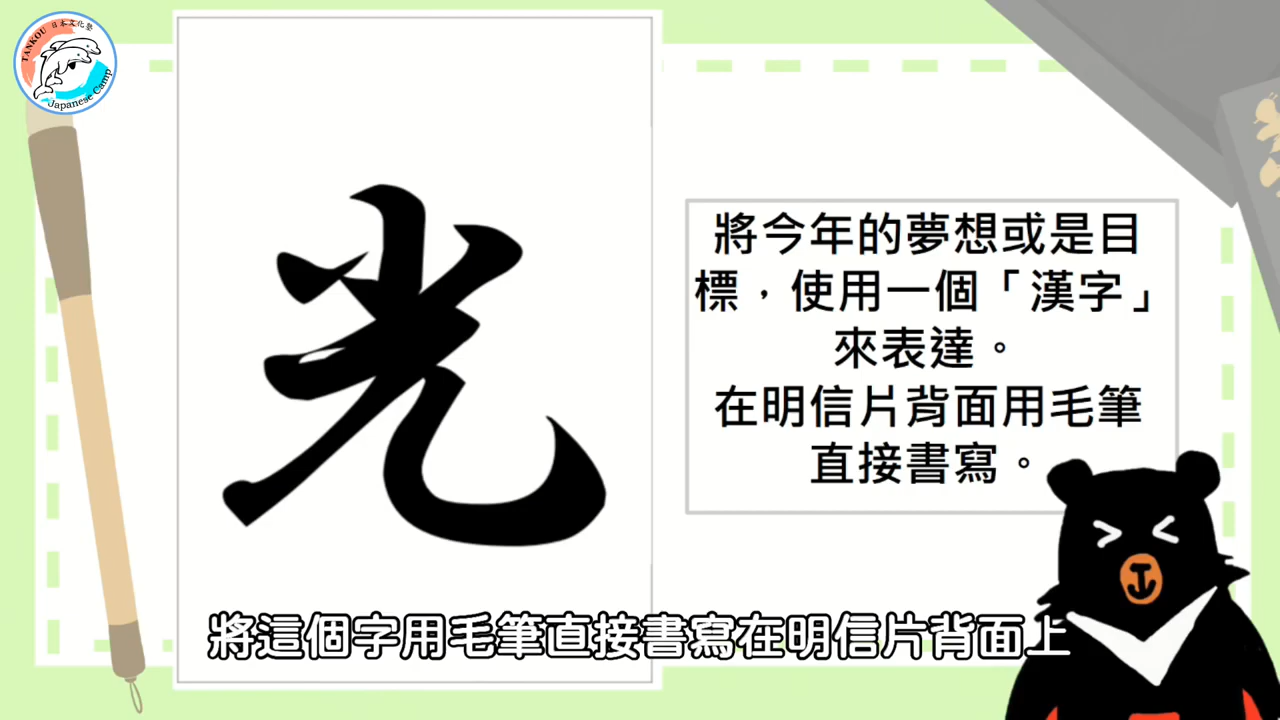 TANKOU 日本文化塾
Japanese Camp
光
將今年的夢想或是目
標，使用一個「漢字」
來表達。
在明信片背面用毛筆
直接書寫。
將這個字用毛筆直接書寫在明信片背面上